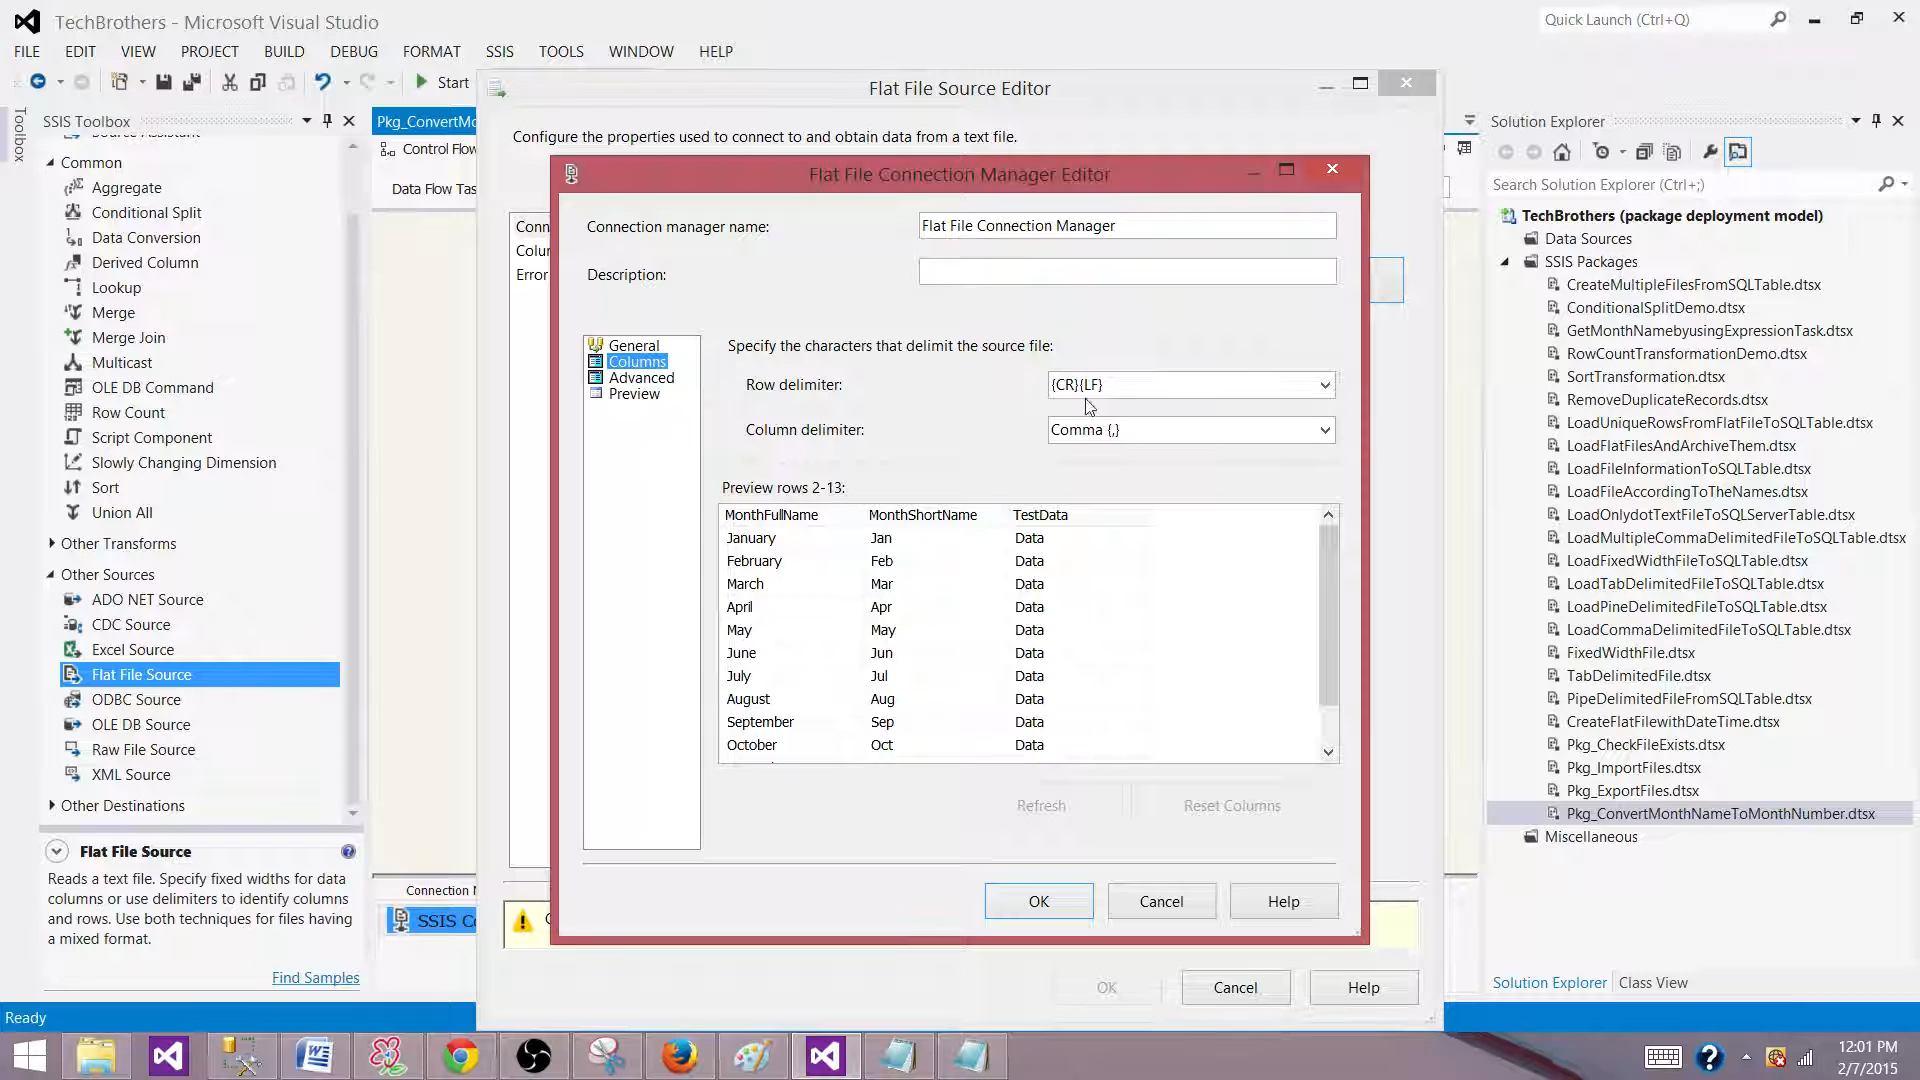 TechBrothers - Microsoft Visual Studio
Quick Launch (Ctrl+Q)
FILE EDIT VIEW PROJECT BUILD DEBUG FORMAT SSIS TOOLS WINDOW HELP
Start
SSIS Toolbox
Toolbox
Common
Aggregate
Conditional Split
Data Conversion
Derived Column
Lookup
Merge
Merge Join
Multicast
OLE DB Command
Row Count
Script Component
Slowly Changing Dimension
Sort
Union All
Other Transforms
Other Sources
ADO NET Source
CDC Source
Excel Source
Flat File Source
ODBC Source
OLE DB Source
Raw File Source
XML Source
Other Destinations
Flat File Source
Reads a text file. Specify fixed widths for data
columns or use delimiters to identify columns
and rows. Use both techniques for files having
a mixed format.
Find Samples
Ready
Pkg_ConvertMo
Control Flow
Data Flow Tas
Connection
SSIS Co
Flat File Source Editor
Configure the properties used to connect to and obtain data from a text file.
Conn
Colu
Error
OK Cancel Help
Flat File Connection Manager Editor
Connection manager name: Flat File Connection Manager
Description:
General
Columns
Advanced
Preview
Specify the characters that delimit the source file:
Row delimiter: {CR}{LF}
Column delimiter: Comma {,}
Preview rows 2-13:
MonthFullName MonthShortName TestData
January Jan Data
February Feb Data
March Mar Data
April Apr Data
May May Data
June Jun Data
July Jul Data
August Aug Data
September Sep Data
October Oct Data
Refresh Reset Columns
OK Cancel Help
Solution Explorer
Search Solution Explorer (Ctrl+;)
TechBrothers (package deployment model)
Data Sources
SSIS Packages
CreateMultipleFilesFromSQLTable.dtsx
ConditionalSplitDemo.dtsx
GetMonthNamebyusingExpressionTask.dtsx
RowCountTransformationDemo.dtsx
SortTransformation.dtsx
RemoveDuplicateRecords.dtsx
LoadUniqueRowsFromFlatFileToSQLTable.dtsx
LoadFlatFilesAndArchiveThem.dtsx
LoadFileInformationToSQLTable.dtsx
LoadFileAccordingToTheNames.dtsx
LoadOnlydotTextFileToSQLServerTable.dtsx
LoadMultipleCommaDelimitedFileToSQLTable.dtsx
LoadFixedWidthFileToSQLTable.dtsx
LoadTabDelimitedFileToSQLTable.dtsx
LoadPineDelimitedFileToSQLTable.dtsx
LoadCommaDelimitedFileToSQLTable.dtsx
FixedWidthFile.dtsx
TabDelimitedFile.dtsx
PipeDelimitedFileFromSQLTable.dtsx
CreateFlatFilewithDateTime.dtsx
Pkg_CheckFileExists.dtsx
Pkg_ImportFiles.dtsx
Pkg_ExportFiles.dtsx
Pkg_ConvertMonthNameToMonthNumber.dtsx
Miscellaneous
Solution Explorer Class View
12:01 PM
2/7/2015